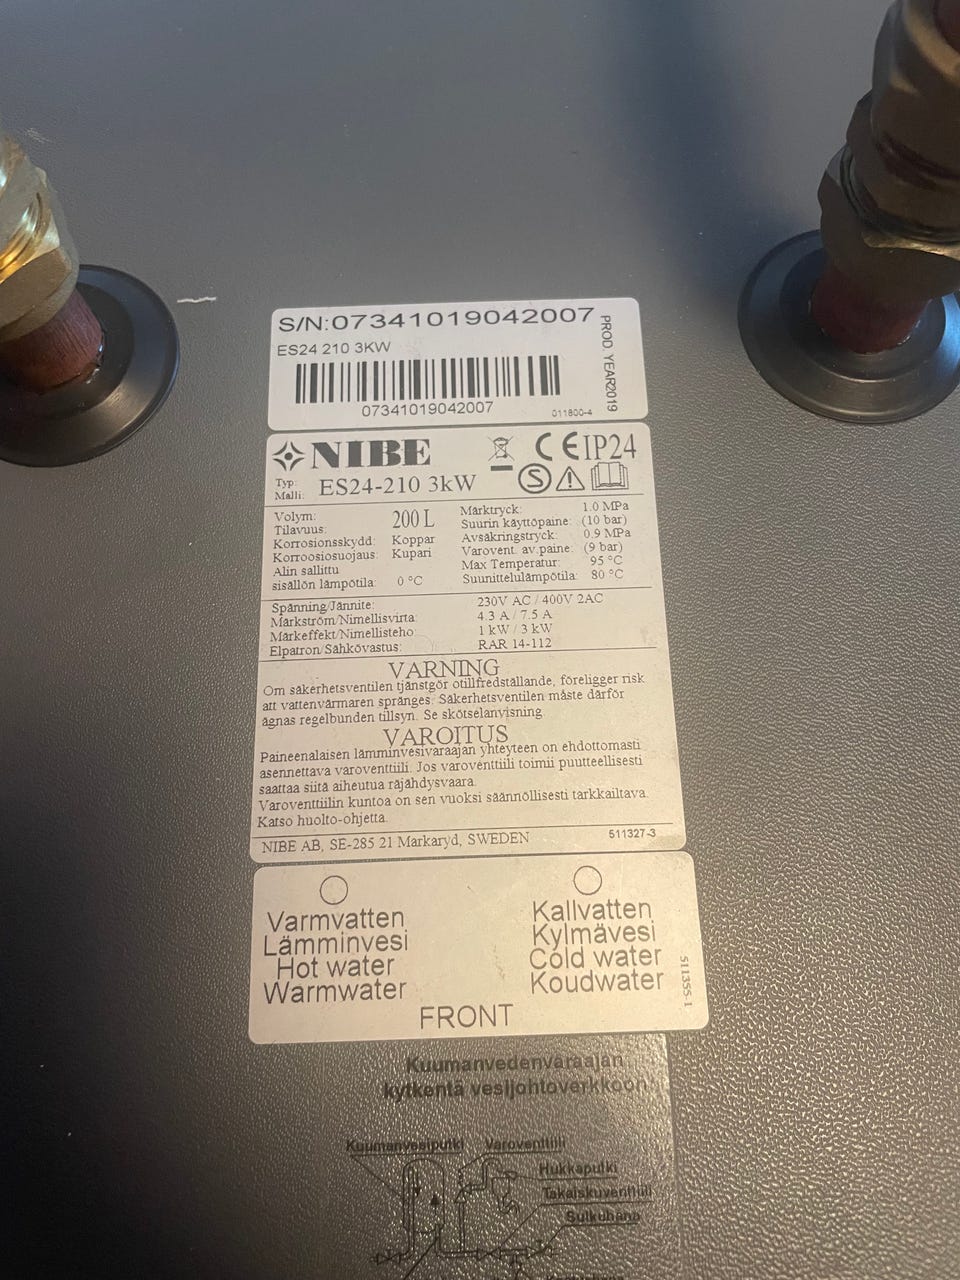 S/N:07341019042007
ES24 210 3KW
07341019042007
011800-4
PROD. YEAR2019
NIBE
CE IP24
S
Typ:
Malli: ES24-210 3kW
Volym:
Tilavuus: 200 L
Korrosionsskydd: Koppar
Korroosiosuojaus: Kupari
Alin sallittu
sisällön lämpötila: 0 °C
Märktryck: 1.0 MPa
Suurin käyttöpaine: (10 bar)
Avsäkringstryck: 0.9 MPa
Varovent. av.paine: (9 bar)
Max Temperatur: 95 °C
Suunittelulämpötila: 80 °C
Spänning/Jännite: 230V AC / 400V 2AC
Märkström/Nimellisvirta: 4.3 A / 7.5 A
Märkeffekt/Nimellisteho: 1 kW / 3 kW
Elpatron/Sähkövastus: RAR 14-112
VARNING
Om säkerhetsventilen tjänstgör otillfredställande, föreligger risk
att vattenvärmaren spränges. Säkerhetsventilen måste därför
ägnas regelbunden tillsyn. Se skötselanvisning.
VAROITUS
Paineenalaisen lämminvesivaraajan yhteyteen on ehdottomasti
asennettava varoventtiili. Jos varoventtiili toimii puutteellisesti
saattaa siitä aiheutua räjähdysvaara.
Varoventtiilin kuntoa on sen vuoksi säännöllisesti tarkkailtava.
Katso huolto-ohjetta.
NIBE AB, SE-285 21 Markaryd, SWEDEN
511327-3
Varmvatten
Lämminvesi
Hot water
Warmwater
Kallvatten
Kylmävesi
Cold water
Koudwater
511355-1
FRONT
Kuumanvedenvaraajan
kytkentä vesijohtoverkkoon
Kuumanvesiputki
Varoventtiili
Hukkaputki
Takaiskuventtiili
Sulkuhana